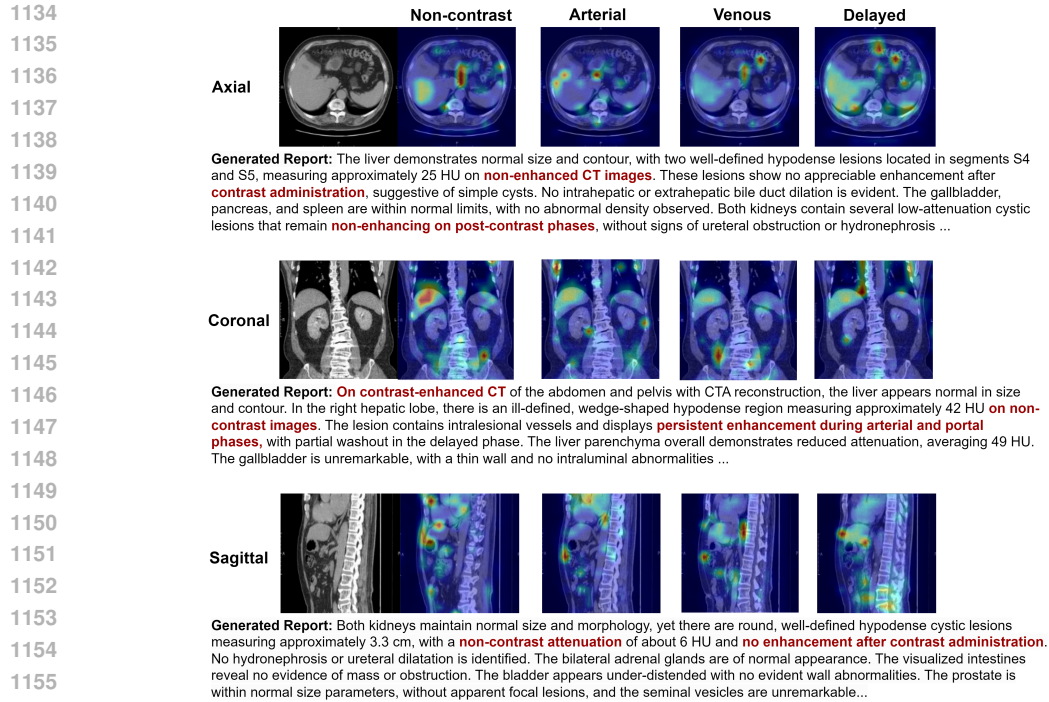 1134
Non-contrast Arterial Venous Delayed
1135
1136
Axial
1137
1138
Generated Report: The liver demonstrates normal size and contour, with two well-defined hypodense lesions located in segments S4
1139
and S5, measuring approximately 25 HU on non-enhanced CT images. These lesions show no appreciable enhancement after
contrast administration, suggestive of simple cysts. No intrahepatic or extrahepatic bile duct dilation is evident. The gallbladder,
1140
pancreas, and spleen are within normal limits, with no abnormal density observed. Both kidneys contain several low-attenuation cystic
1141
lesions that remain non-enhancing on post-contrast phases, without signs of ureteral obstruction or hydronephrosis ...
1142
1143
Coronal
1144
1145
Generated Report: On contrast-enhanced CT of the abdomen and pelvis with CTA reconstruction, the liver appears normal in size
1146
and contour. In the right hepatic lobe, there is an ill-defined, wedge-shaped hypodense region measuring approximately 42 HU on non-
1147
contrast images. The lesion contains intralesional vessels and displays persistent enhancement during arterial and portal
phases, with partial washout in the delayed phase. The liver parenchyma overall demonstrates reduced attenuation, averaging 49 HU.
1148
The gallbladder is unremarkable, with a thin wall and no intraluminal abnormalities ...
1149
1150
1151
Sagittal
1152
1153
Generated Report: Both kidneys maintain normal size and morphology, yet there are round, well-defined hypodense cystic lesions
measuring approximately 3.3 cm, with a non-contrast attenuation of about 6 HU and no enhancement after contrast administration.
1154
No hydronephrosis or ureteral dilatation is identified. The bilateral adrenal glands are of normal appearance. The visualized intestines
reveal no evidence of mass or obstruction. The bladder appears under-distended with no evident wall abnormalities. The prostate is
1155
within normal size parameters, without apparent focal lesions, and the seminal vesicles are unremarkable...